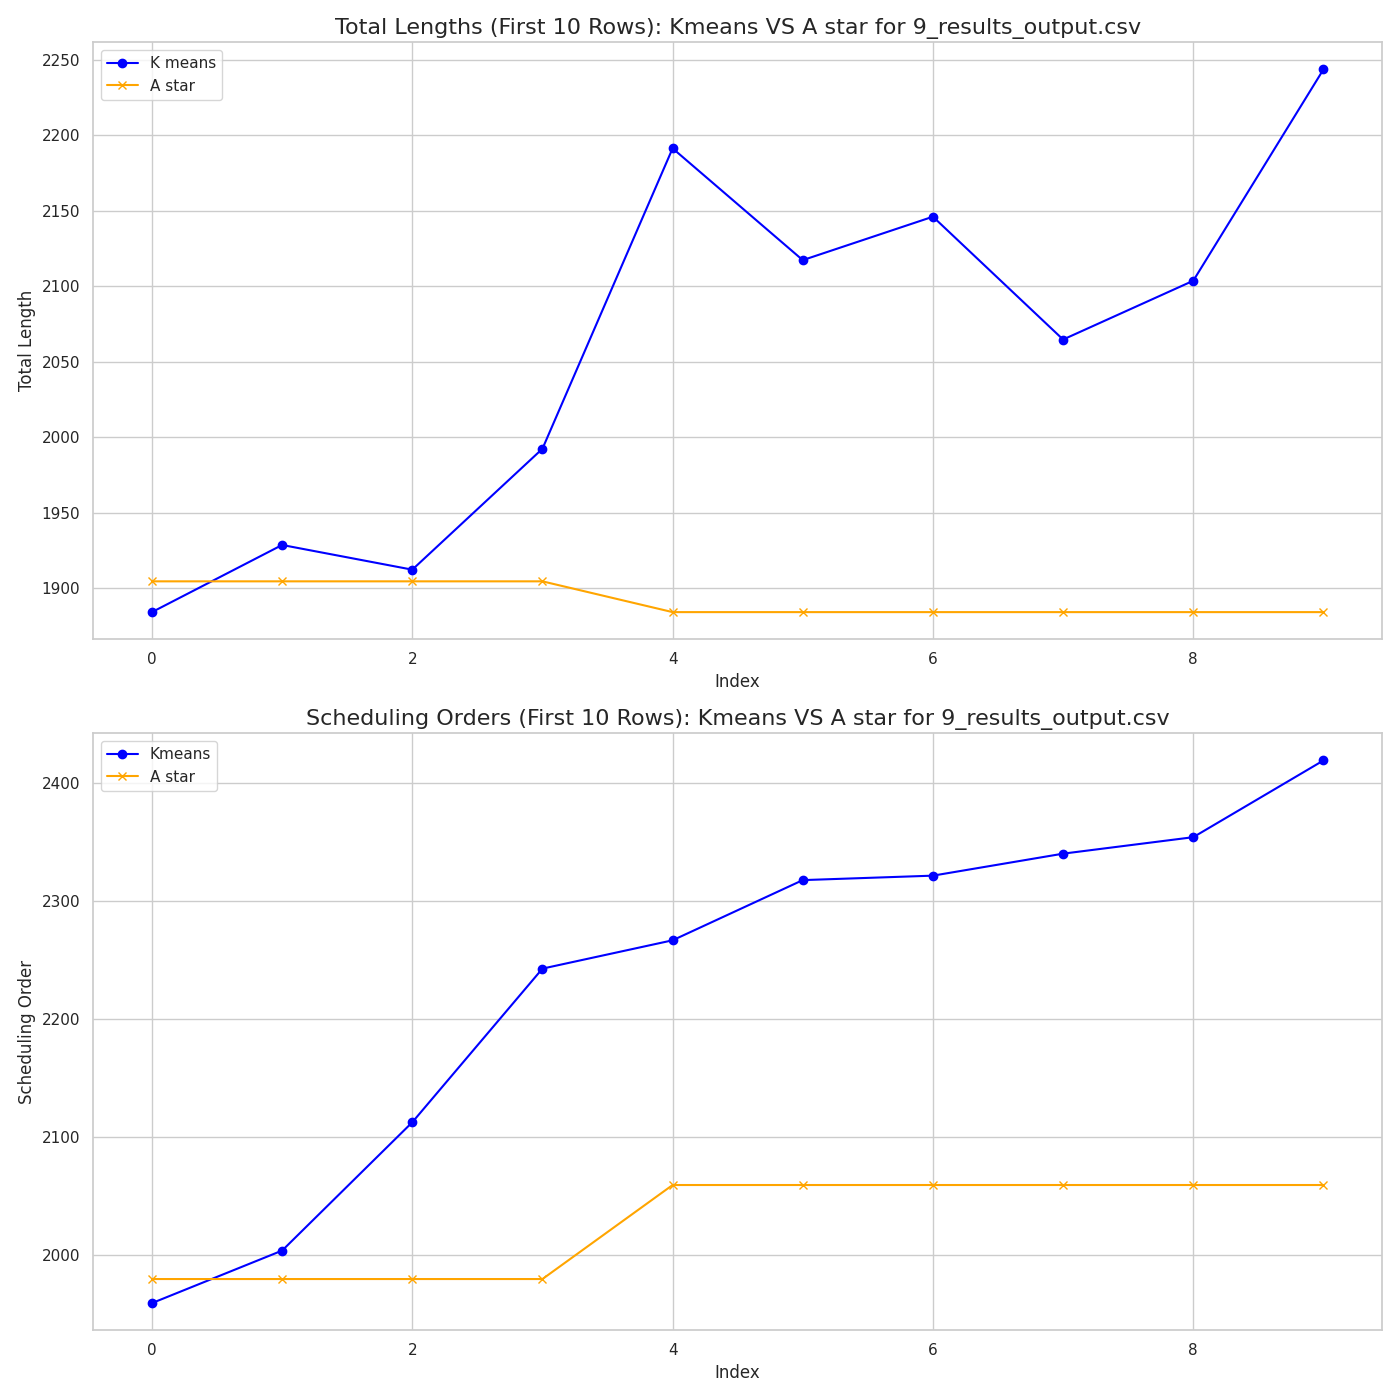 Total Lengths (First 10 Rows): Kmeans VS A star for 9_results_output.csv
K means
A star
2250
2200
2150
2100
2050
2000
1950
1900
Total Length
0 2 4 6 8
Index
Scheduling Orders (First 10 Rows): Kmeans VS A star for 9_results_output.csv
Kmeans
A star
2400
2300
2200
2100
2000
Scheduling Order
0 2 4 6 8
Index